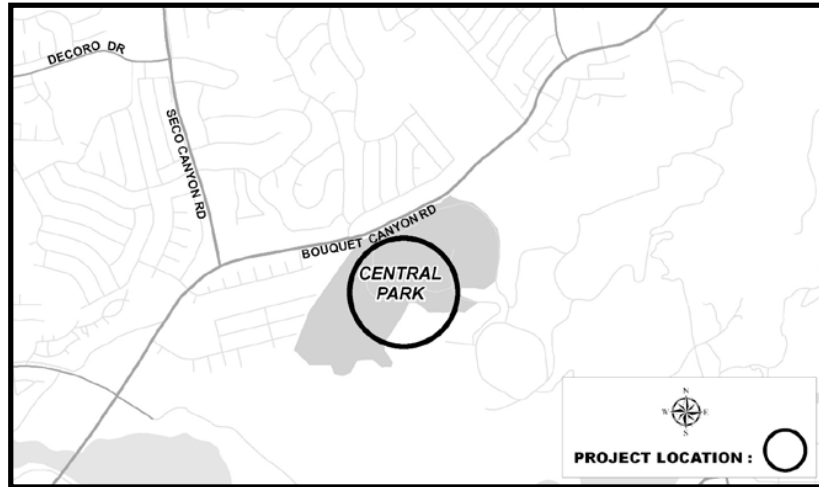 DECORO DR
SECO CANYON RD
BOUQUET CANYON RD
CENTRAL
PARK
N
W E
S
PROJECT LOCATION :